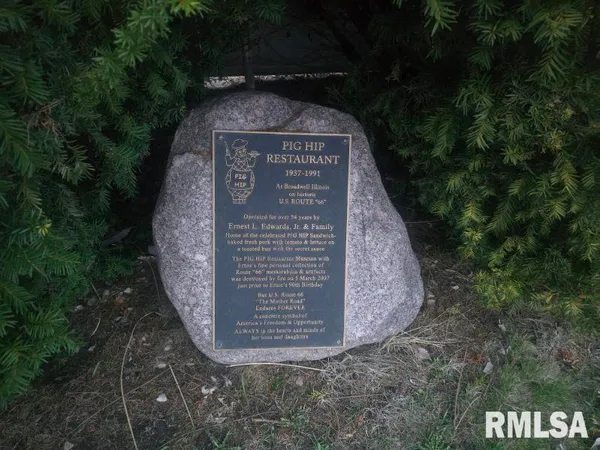 PIG HIP
RESTAURANT
1937-1991
PIG
HIP
At Broadwell Illinois
on historic
U.S. ROUTE "66"
Operated for over 54 years by
Ernest L. Edwards, Jr. & Family
Home of the celebrated PIG HIP Sandwich-
baked fresh pork with tomato & lettuce on
a toasted bun with the secret sauce
The PIG HIP Restaurant Museum with
Ernie's fine personal collection of
Route "66" memorabilia & artifacts
was destroyed by fire on 5 March 2007
just prior to Ernie's 90th BIRTHDAY
But U.S. Route 66
"The Mother Road"
Endures FOREVER
A concrete symbol of
America's Freedom & Opportunity
ALWAYS in the hearts and minds of
her sons and daughters
RMLSA